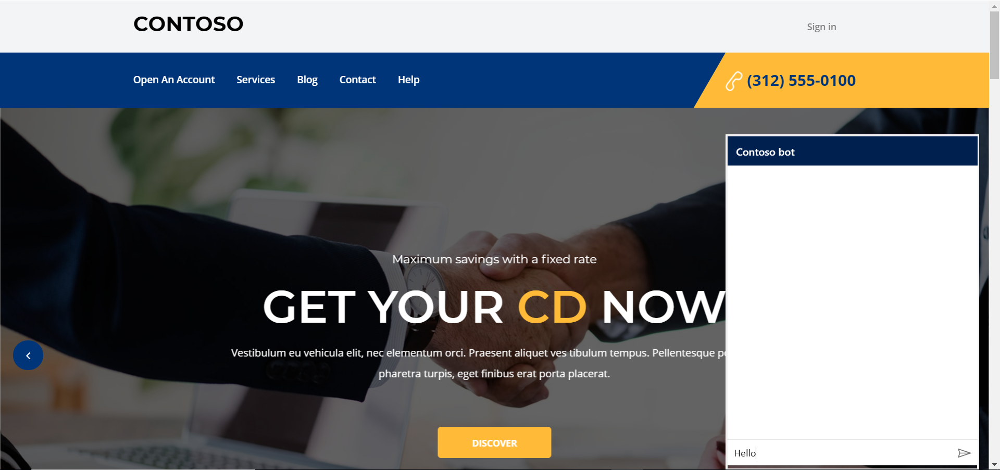 CONTOSO
Sign in
Open An Account Services Blog Contact Help
(312) 555-0100
Maximum savings with a fixed rate
GET YOUR CD NOW
Vestibulum eu vehicula elit, nec elementum orci. Praesent aliquet ves tibulum tempus. Pellentesque
pharetra turpis, eget finibus erat porta placerat.
DISCOVER
Contoso bot
Hello